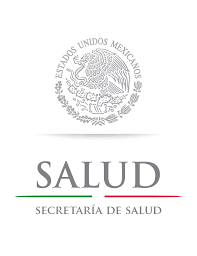 ESTADOS UNIDOS MEXICANOS
SALUD
SECRETARÍA DE SALUD